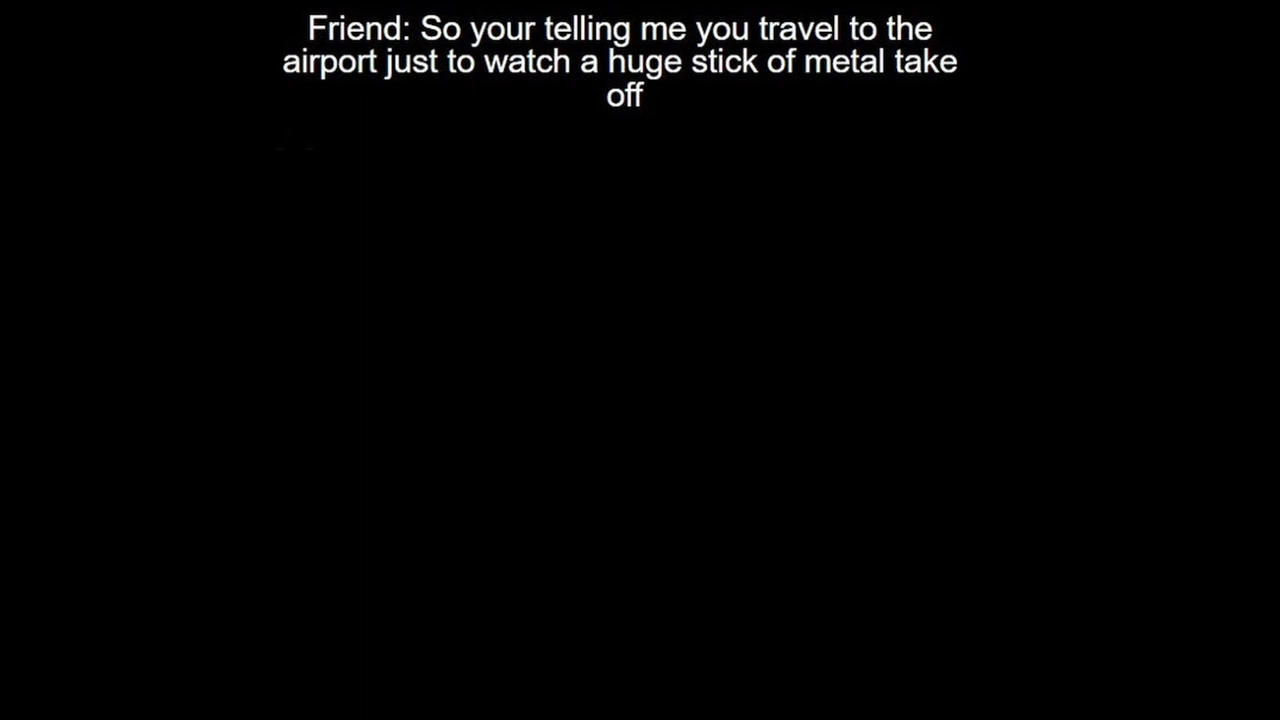 Friend: So your telling me you travel to the
airport just to watch a huge stick of metal take
off